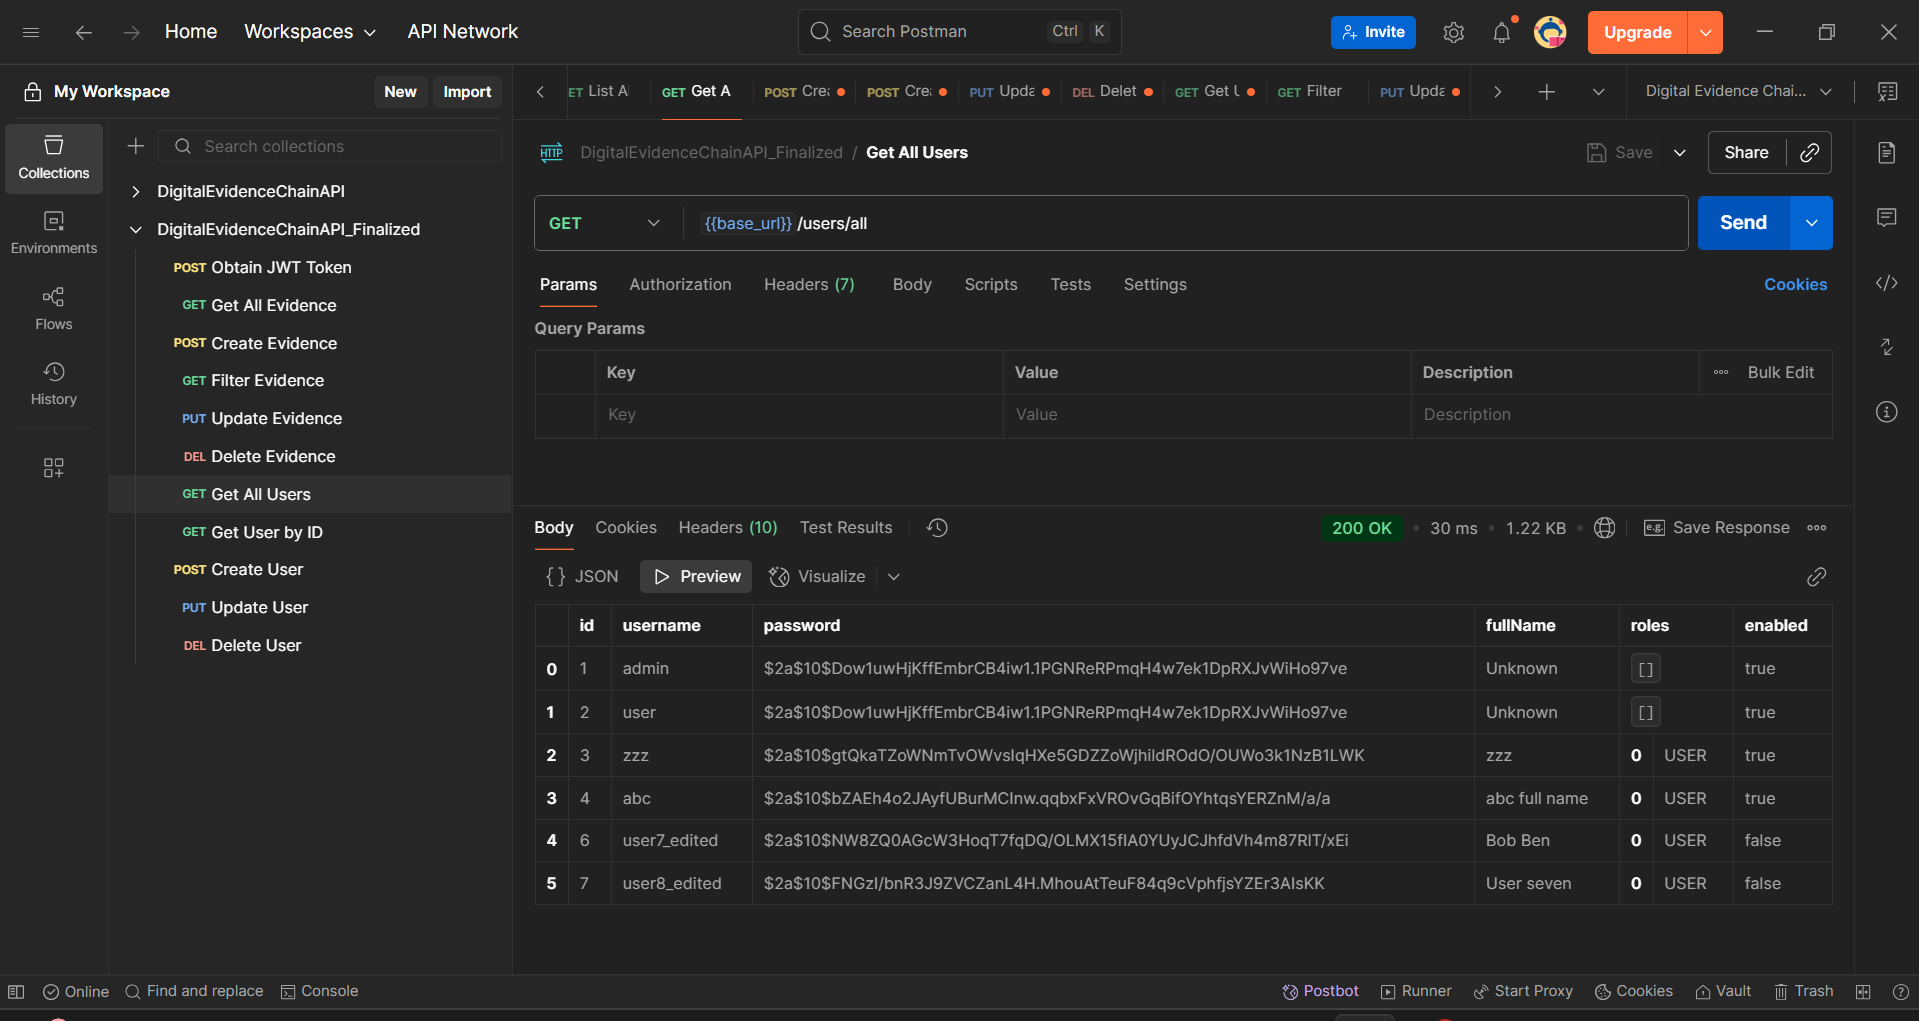 Home Workspaces API Network Search Postman Ctrl K Invite Upgrade
My Workspace New Import
ET List A GET Get A POST Crea POST Crea PUT Upda DEL Delet GET Get U GET Filter PUT Upda Digital Evidence Chai...
Collections
Environments
Flows
History
Search collections
DigitalEvidenceChainAPI
DigitalEvidenceChainAPI_Finalized
POST Obtain JWT Token
GET Get All Evidence
POST Create Evidence
GET Filter Evidence
PUT Update Evidence
DEL Delete Evidence
GET Get All Users
GET Get User by ID
POST Create User
PUT Update User
DEL Delete User
HTTP DigitalEvidenceChainAPI_Finalized / Get All Users Save Share
GET {{base_url}} /users/all Send
Params Authorization Headers (7) Body Scripts Tests Settings Cookies
Query Params
Key Value Description Bulk Edit
Key Value Description
Body Cookies Headers (10) Test Results 200 OK 30 ms 1.22 KB e.g. Save Response
{} JSON Preview Visualize
id username password fullName roles enabled
0 1 admin $2a$10$Dow1uwHjKffEmbrCB4iw1.1PGNReRPmqH4w7ek1DpRXJvWiHo97ve Unknown [] true
1 2 user $2a$10$Dow1uwHjKffEmbrCB4iw1.1PGNReRPmqH4w7ek1DpRXJvWiHo97ve Unknown [] true
2 3 zzz $2a$10$gtQkaTZoWNmTvOWvslqHXe5GDZZoWjhildROdO/OUWo3k1NzB1LWK zzz 0 USER true
3 4 abc $2a$10$bZAEh4o2JAyfUBurMCInw.qqbxFxVROvGqBifOYhtqsYERZnM/a/a abc full name 0 USER true
4 6 user7_edited $2a$10$NW8ZQ0AGcW3HoqT7fqDQ/OLMX15flA0YUyJCJhfdVh4m87RlT/xEi Bob Ben 0 USER false
5 7 user8_edited $2a$10$FNGzI/bnR3J9ZVCZanL4H.MhouAtTeuF84q9cVphfjsYZEr3AIsKK User seven 0 USER false
Online Find and replace Console Postbot Runner Start Proxy Cookies Vault Trash